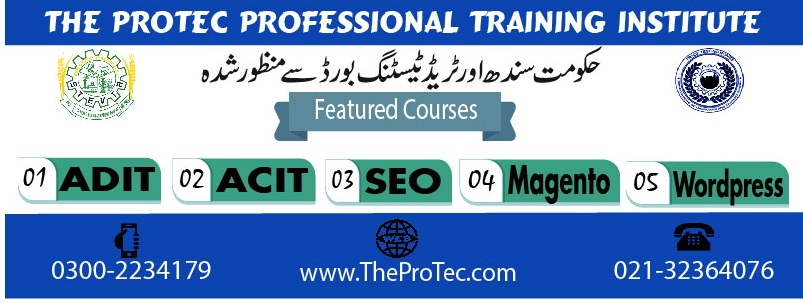 THE PROTEC PROFESSIONAL TRAINING INSTITUTE
حکومت سندھ اور ٹریڈ ٹیسٹنگ بورڈ سے منظور شدہ
Featured Courses
01 ADIT 02 ACIT 03 SEO 04 Magento 05 Wordpress
WEB
0300-2234179 www.TheProTec.com 021-32364076